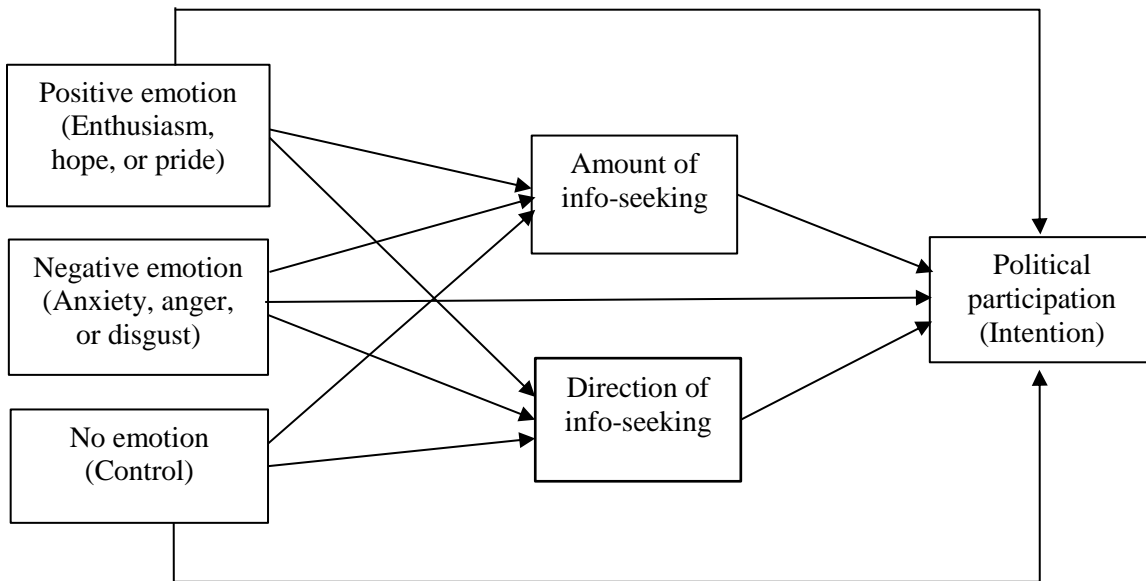 Positive emotion
(Enthusiasm,
hope, or pride)
Negative emotion
(Anxiety, anger,
or disgust)
No emotion
(Control)
Amount of
info-seeking
Direction of
info-seeking
Political
participation
(Intention)